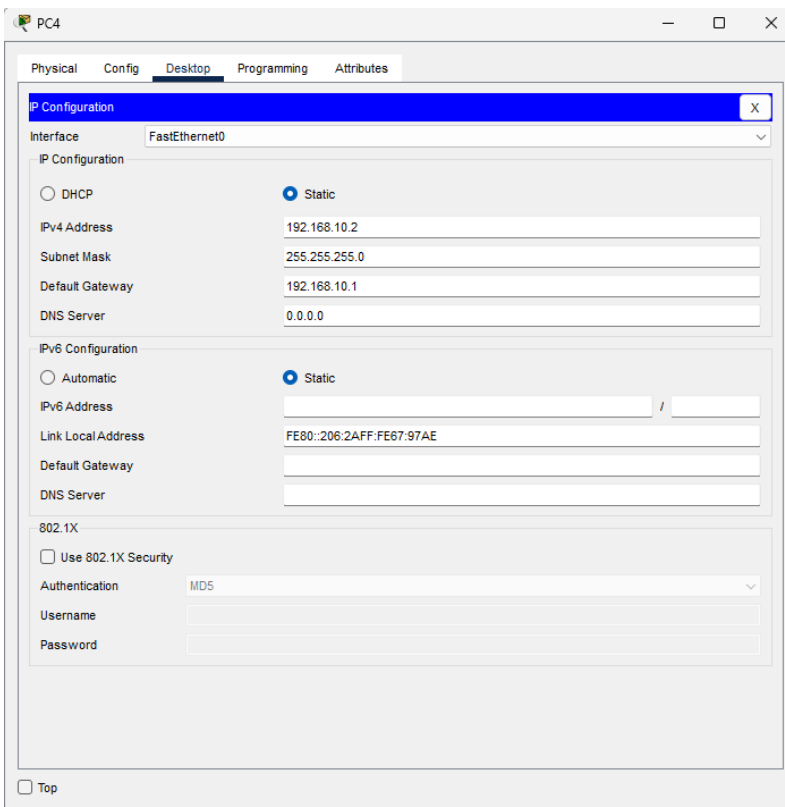 PC4
Physical Config Desktop Programming Attributes
IP Configuration X
Interface FastEthernet0
IP Configuration
DHCP Static
IPv4 Address 192.168.10.2
Subnet Mask 255.255.255.0
Default Gateway 192.168.10.1
DNS Server 0.0.0.0
IPv6 Configuration
Automatic Static
IPv6 Address /
Link Local Address FE80::206:2AFF:FE67:97AE
Default Gateway
DNS Server
802.1X
Use 802.1X Security
Authentication MD5
Username
Password
Top